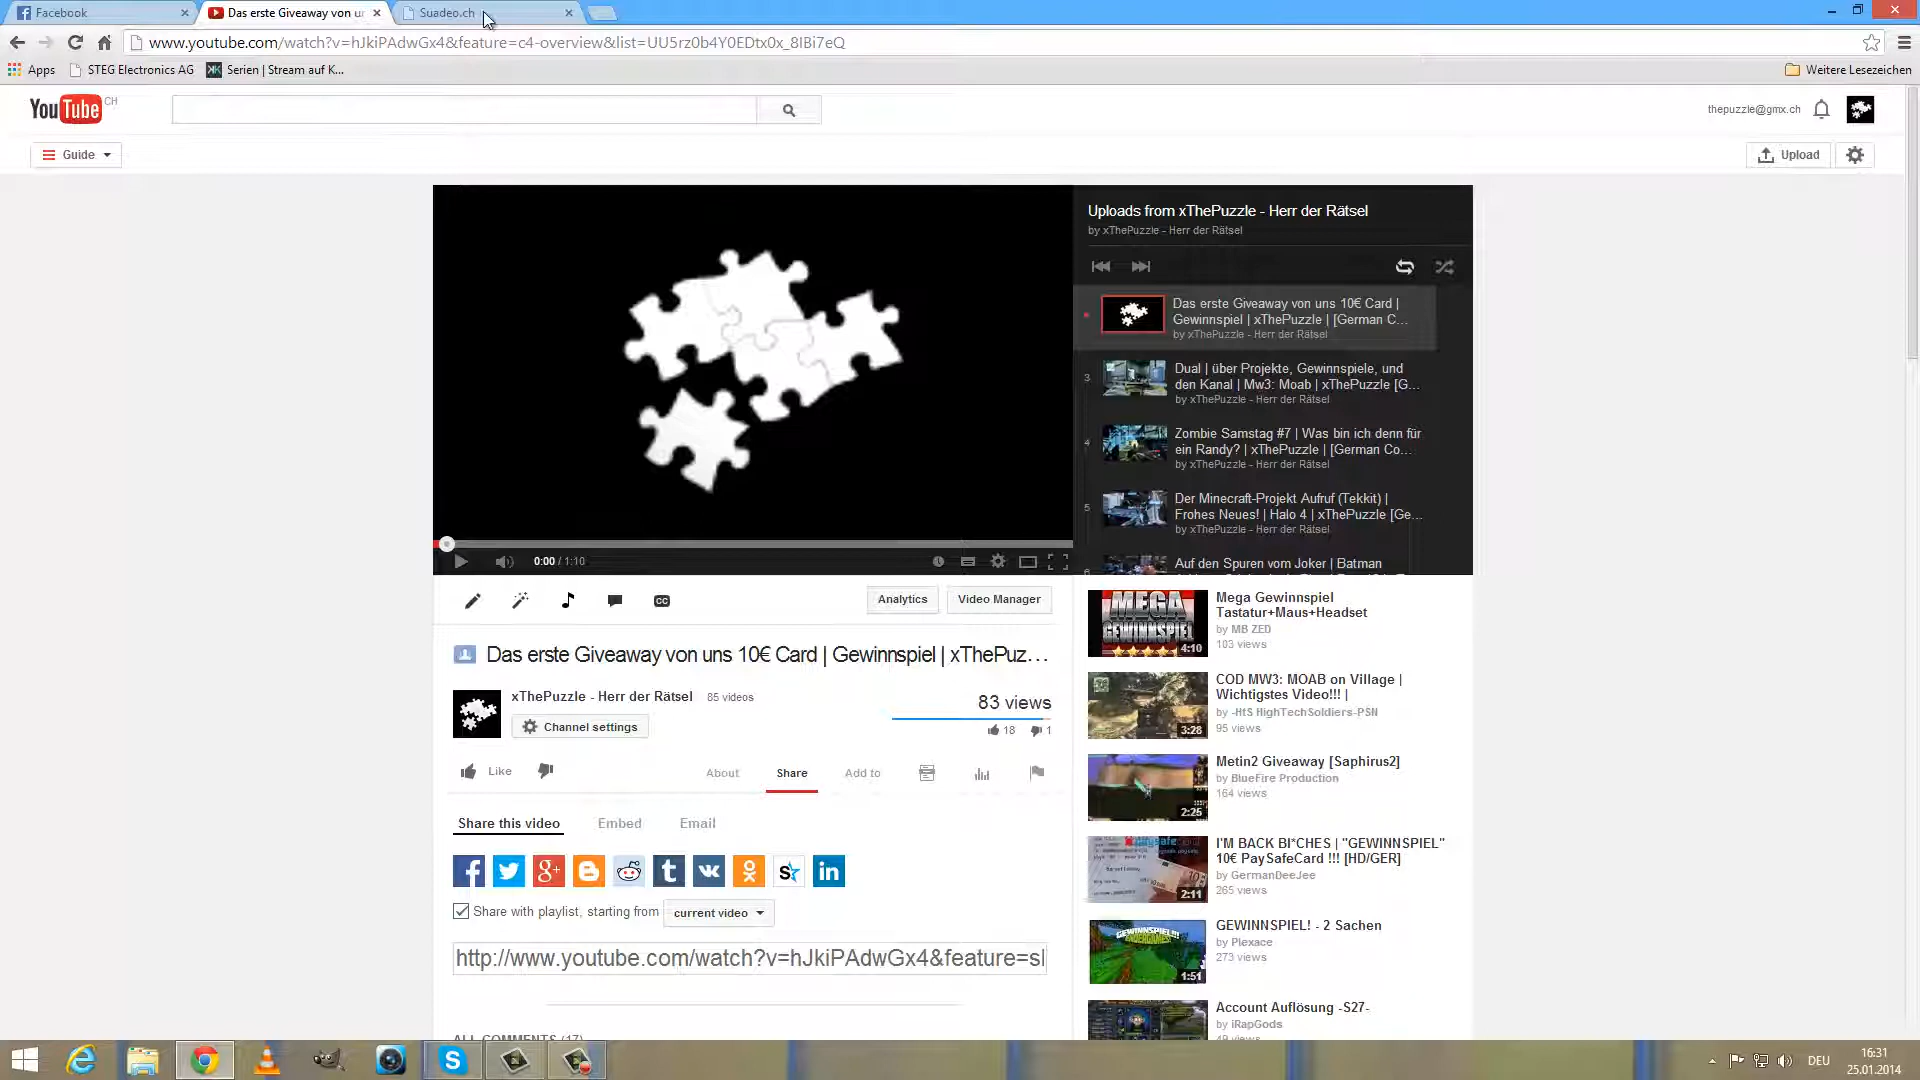 Facebook
Das erste Giveaway von ur
Suadeo.ch
www.youtube.com/watch?v=hJkiPAdwGx4&feature=c4-overview&list=UU5rz0b4Y0EDtx0x_8IBi7eQ
Apps
STEG Electronics AG
Serien | Stream auf K...
Weitere Lesezeichen
YouTube CH
thepuzzle@gmx.ch
Guide
Upload
Uploads from xThePuzzle - Herr der Rätsel
by xThePuzzle - Herr der Rätsel
Das erste Giveaway von uns 10€ Card |
Gewinnspiel | xThePuzzle | [German C...
by xThePuzzle - Herr der Rätsel
3
Dual | über Projekte, Gewinnspiele, und
den Kanal | Mw3: Moab | xThePuzzle [G...
by xThePuzzle - Herr der Rätsel
4
Zombie Samstag #7 | Was bin ich denn für
ein Randy? | xThePuzzle | [German Co...
by xThePuzzle - Herr der Rätsel
5
Der Minecraft-Projekt Aufruf (Tekkit) |
Frohes Neues! | Halo 4 | xThePuzzle [Ge...
by xThePuzzle - Herr der Rätsel
Auf den Spuren vom Joker | Batman
0:00 / 1:10
CC
Analytics
Video Manager
Das erste Giveaway von uns 10€ Card | Gewinnspiel | xThePuz...
xThePuzzle - Herr der Rätsel
85 videos
Channel settings
83 views
18
1
Like
About
Share
Add to
Share this video
Embed
Email
Share with playlist, starting from
current video
http://www.youtube.com/watch?v=hJkiPAdwGx4&feature=sl
ALL COMMENTS (17)
MEGA
GEWINNSPIEL
4:10
Mega Gewinnspiel
Tastatur+Maus+Headset
by MB ZED
103 views
3:28
COD MW3: MOAB on Village |
Wichtigstes Video!!! |
by -HtS HighTechSoldiers-PSN
95 views
2:25
Metin2 Giveaway [Saphirus2]
by BlueFire Production
164 views
2:11
I'M BACK BI*CHES | "GEWINNSPIEL"
10€ PaySafeCard !!! [HD/GER]
by GermanDeeJee
265 views
1:51
GEWINNSPIEL! - 2 Sachen
by Plexace
273 views
Account Auflösung -S27-
by iRapGods
DEU
16:31
25.01.2014